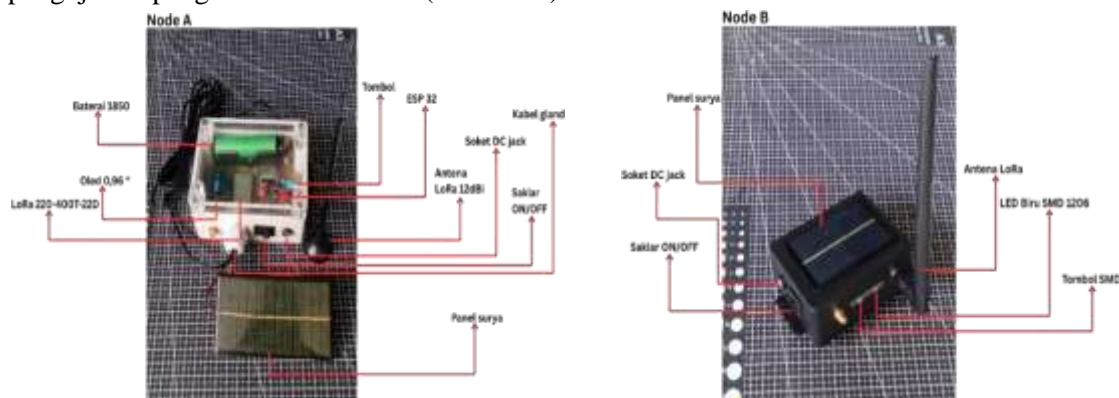 Node A
Baterai 1850
Oled 0,96 "
LoRa 220-400T-22D
Tombol
ESP 32
Kabel gland
Soket DC jack
Antena
LoRa 12dBi
Saklar
ON/OFF
Panel surya
Node B
Panel surya
Soket DC jack
Saklar ON/OFF
Antena LoRa
LED Biru SMD 1206
Tombol SMD